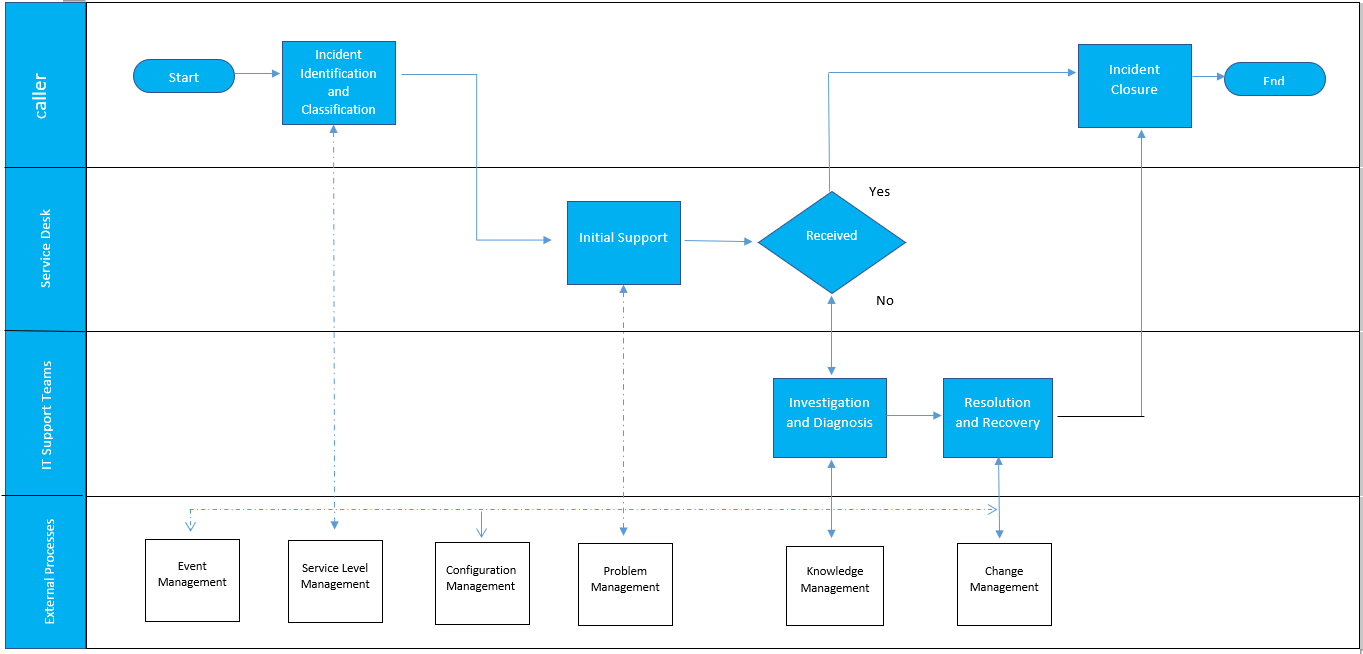 caller
Start
Incident
Identification
and
Classification
Incident
Closure
End
Service Desk
Initial Support
Received
Yes
No
IT Support Teams
Investigation
and Diagnosis
Resolution
and Recovery
External Processes
Event
Management
Service Level
Management
Configuration
Management
Problem
Management
Knowledge
Management
Change
Management